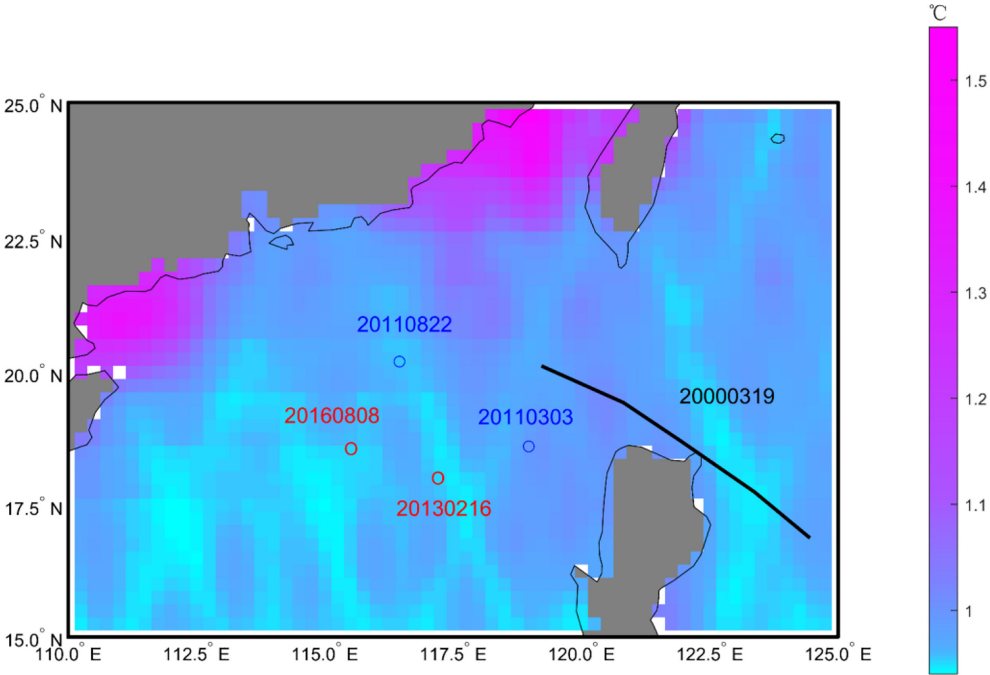 ℃
1.5
25.0° N
1.4
22.5° N
1.3
20110822
20.0° N
20000319
1.2
20160808
20110303
20130216
17.5° N
1.1
1
15.0° N
110.0° E
112.5° E
115.0° E
117.5° E
120.0° E
122.5° E
125.0° E